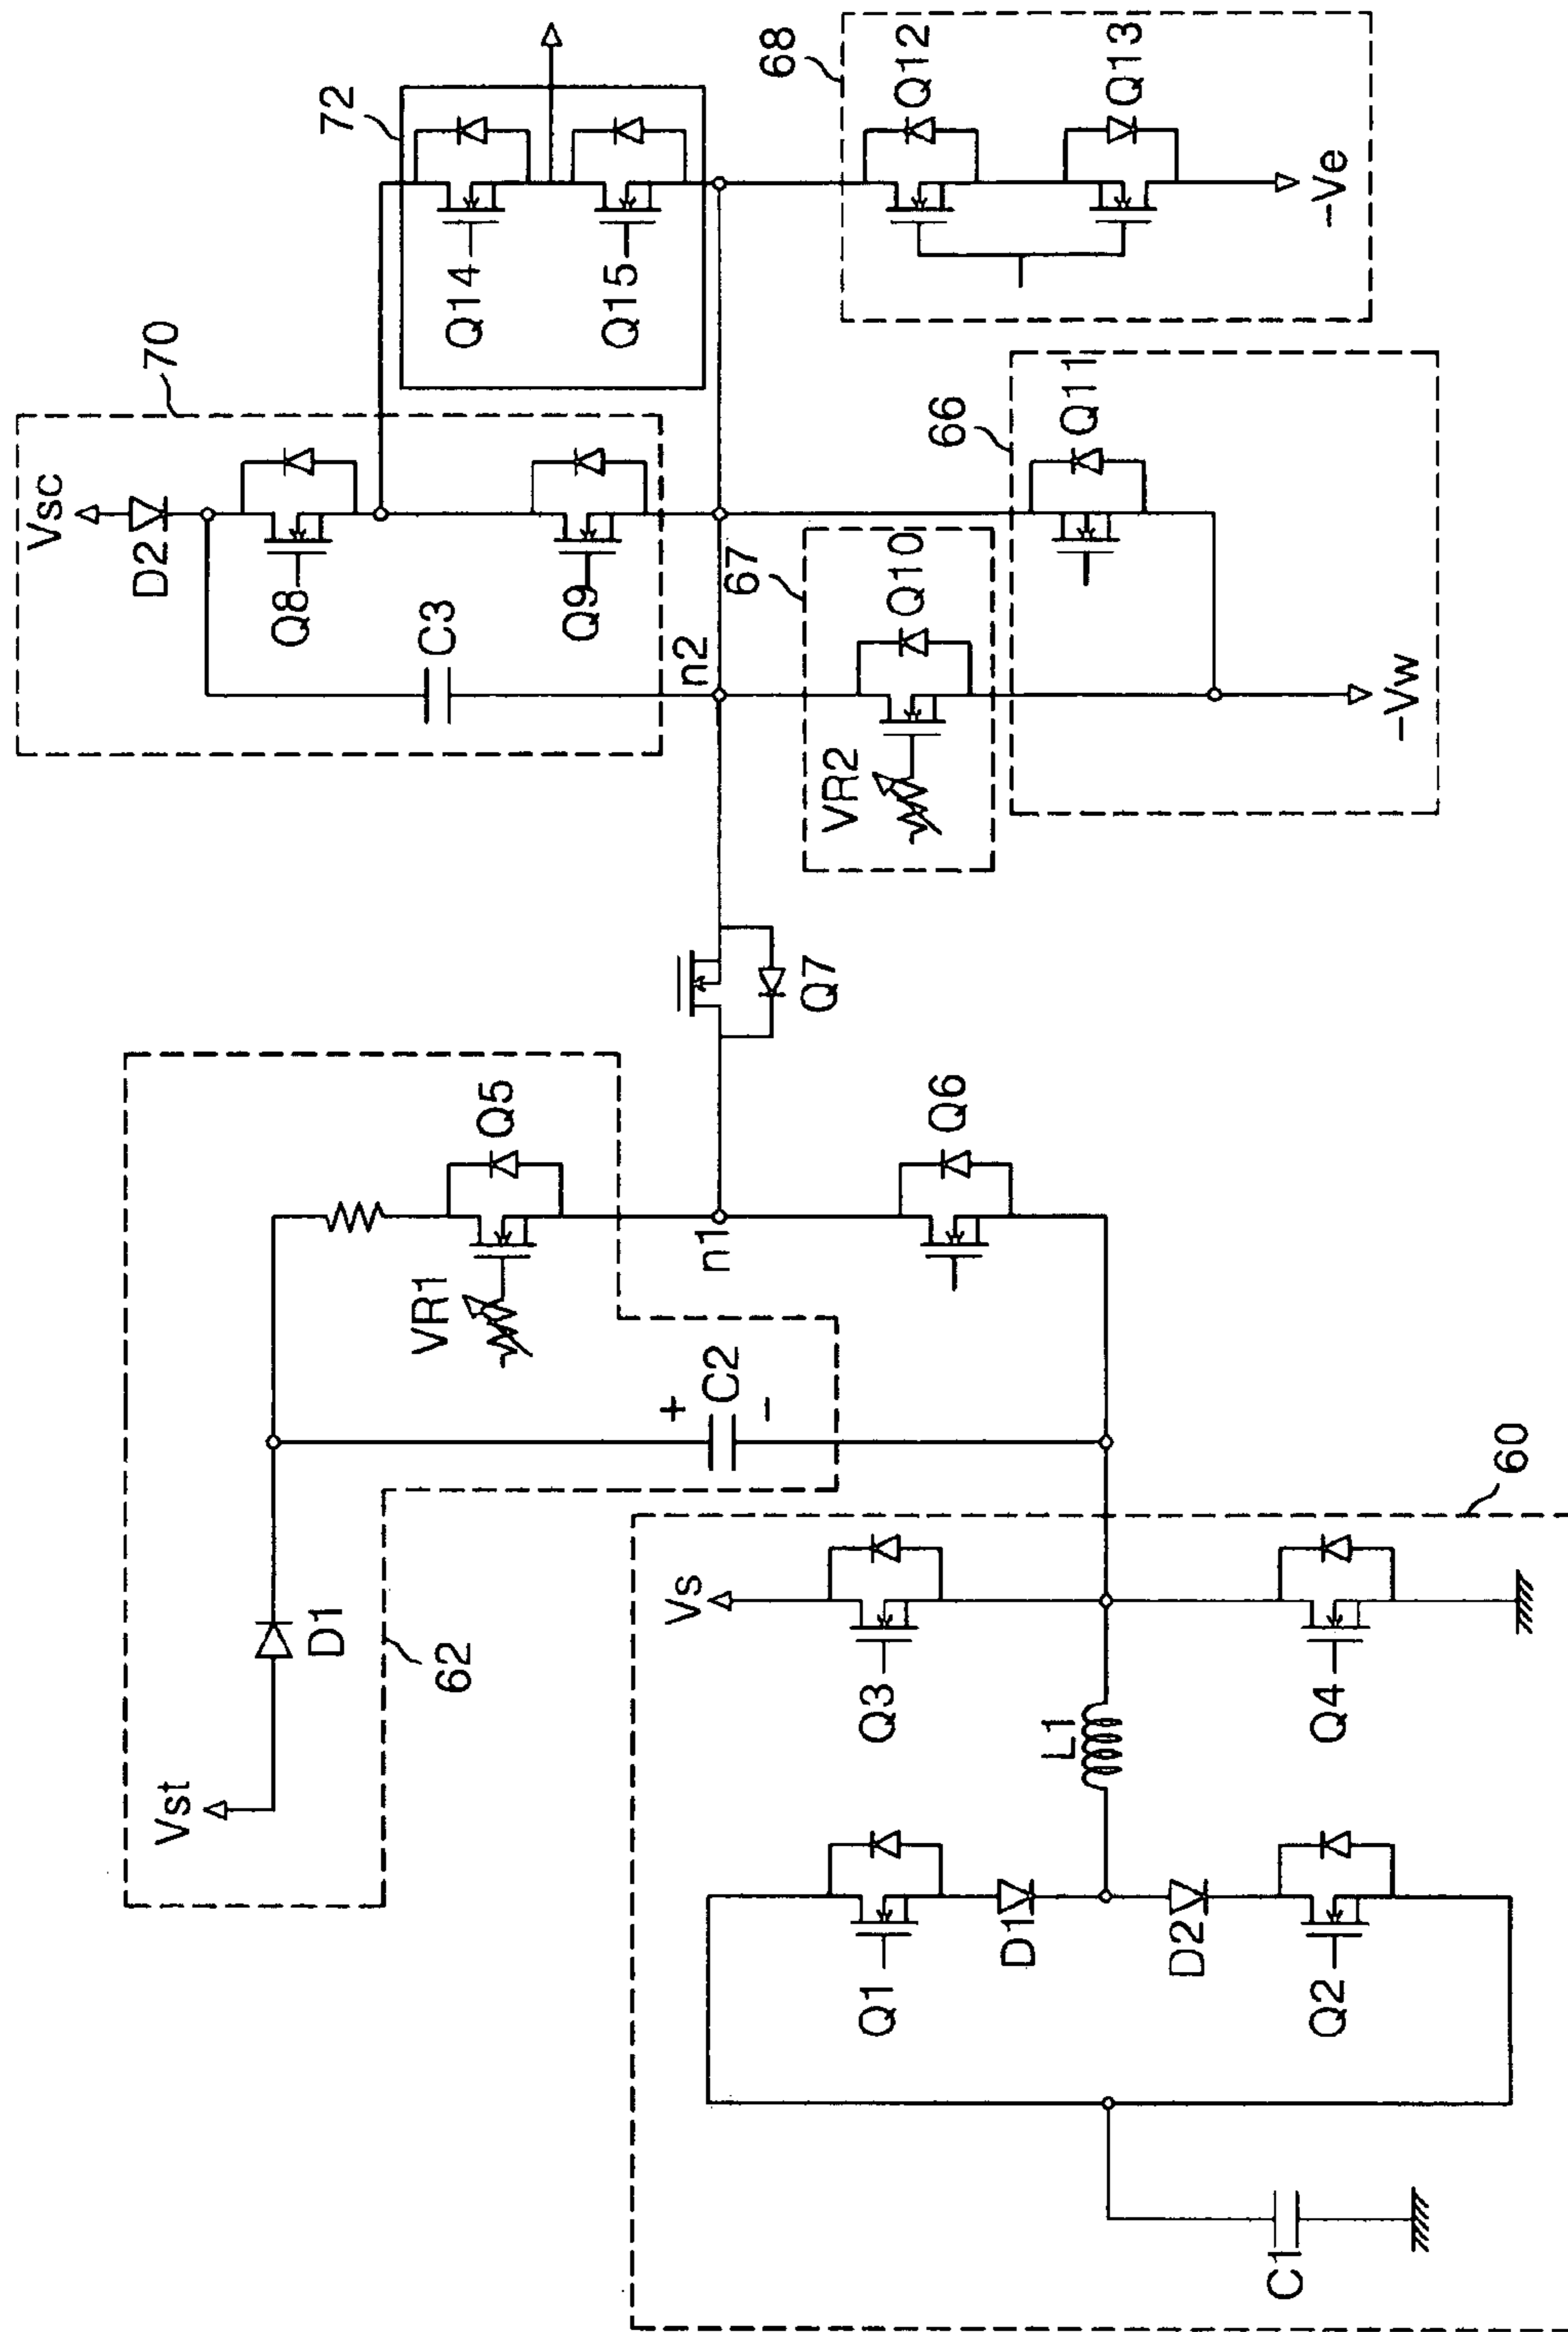 Vst
D1
62
VR1
Q5
C2
+
-
n1
Q6
Q7
60
Vs
Q1
Q3
D1
L1
D2
Q2
Q4
C1
70
Vsc
D2
Q8
C3
Q9
n2
72
Q14
Q15
67
VR2
Q10
66
Q11
-Vw
68
Q12
Q13
-Ve